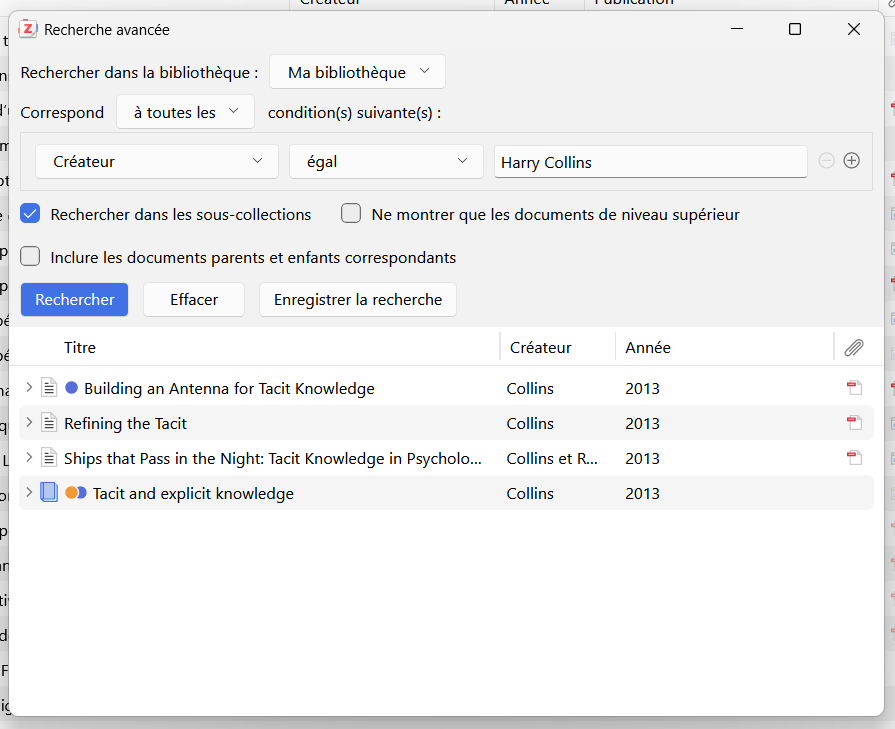 Créateur Année Publication
Recherche avancée
Rechercher dans la bibliothèque : Ma bibliothèque
Correspond à toutes les condition(s) suivante(s) :
Créateur égal Harry Collins
Rechercher dans les sous-collections Ne montrer que les documents de niveau supérieur
Inclure les documents parents et enfants correspondants
Rechercher Effacer Enregistrer la recherche
Titre Créateur Année
Building an Antenna for Tacit Knowledge Collins 2013
Refining the Tacit Collins 2013
Ships that Pass in the Night: Tacit Knowledge in Psycholo... Collins et R... 2013
Tacit and explicit knowledge Collins 2013